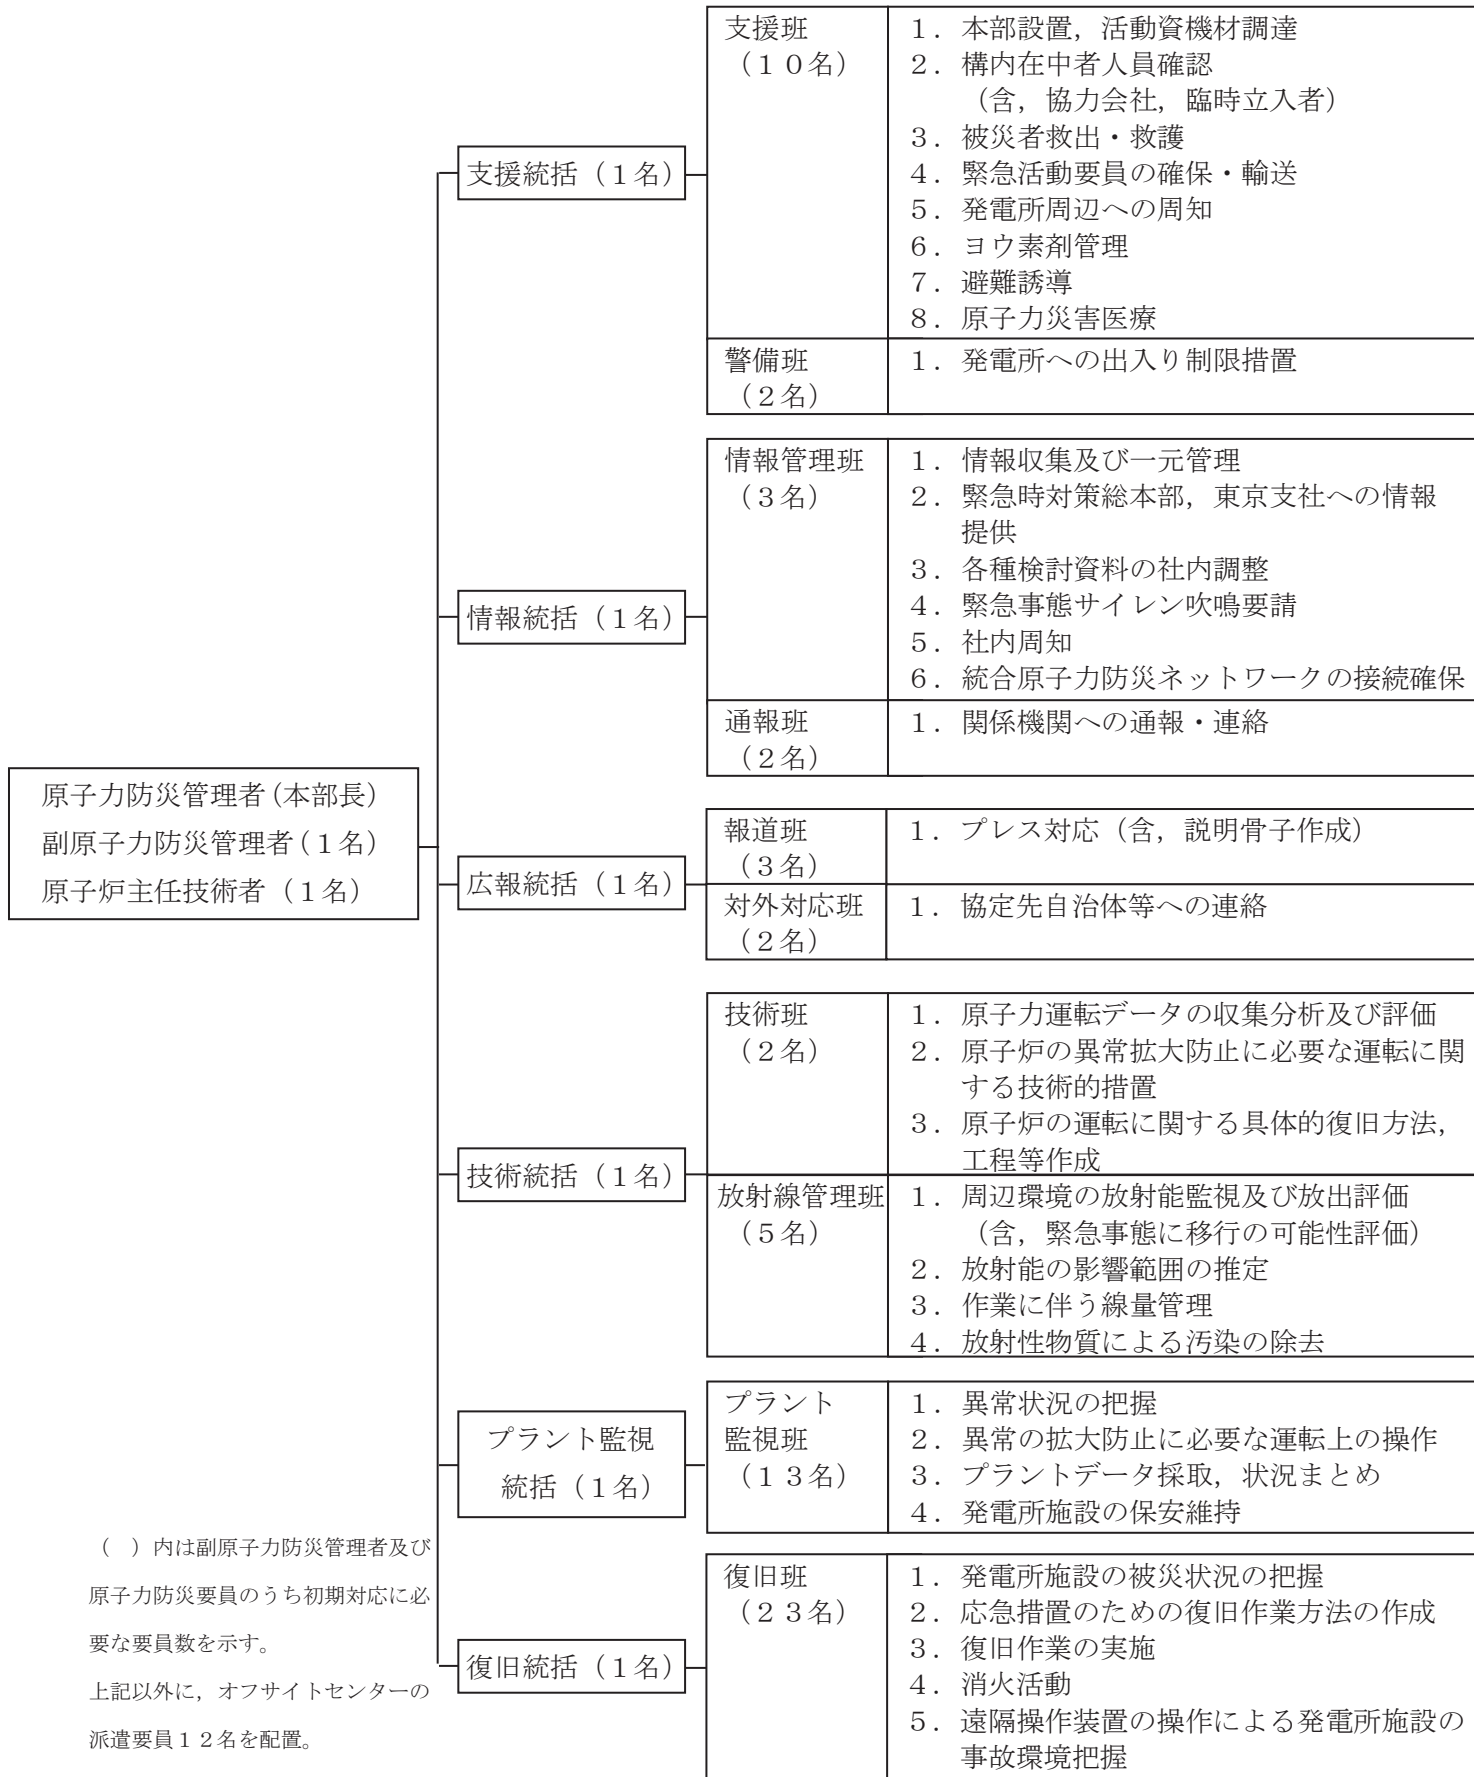 原子力防災管理者(本部長)
副原子力防災管理者(１名)
原子炉主任技術者（１名）
支援統括（１名）
支援班
（１０名）
１．本部設置，活動資機材調達
２．構内在中者人員確認
（含，協力会社，臨時立入者）
３．被災者救出・救護
４．緊急活動要員の確保・輸送
５．発電所周辺への周知
６．ヨウ素剤管理
７．避難誘導
８．原子力災害医療
警備班
（２名）
１．発電所への出入り制限措置
情報統括（１名）
情報管理班
（３名）
１．情報収集及び一元管理
２．緊急時対策総本部，東京支社への情報
提供
３．各種検討資料の社内調整
４．緊急事態サイレン吹鳴要請
５．社内周知
６．統合原子力防災ネットワークの接続確保
通報班
（２名）
１．関係機関への通報・連絡
広報統括（１名）
報道班
（３名）
１．プレス対応（含，説明骨子作成）
対外対応班
（２名）
１．協定先自治体等への連絡
技術統括（１名）
技術班
（２名）
１．原子力運転データの収集分析及び評価
２．原子炉の異常拡大防止に必要な運転に関
する技術的措置
３．原子炉の運転に関する具体的復旧方法，
工程等作成
放射線管理班
（５名）
１．周辺環境の放射能監視及び放出評価
（含，緊急事態に移行の可能性評価）
２．放射能の影響範囲の推定
３．作業に伴う線量管理
４．放射性物質による汚染の除去
プラント監視
統括（１名）
プラント
監視班
（１３名）
１．異常状況の把握
２．異常の拡大防止に必要な運転上の操作
３．プラントデータ採取，状況まとめ
４．発電所施設の保安維持
復旧統括（１名）
復旧班
（２３名）
１．発電所施設の被災状況の把握
２．応急措置のための復旧作業方法の作成
３．復旧作業の実施
４．消火活動
５．遠隔操作装置の操作による発電所施設の
事故環境把握
（　）内は副原子力防災管理者及び
原子力防災要員のうち初期対応に必
要な要員数を示す。
上記以外に，オフサイトセンターの
派遣要員１２名を配置。